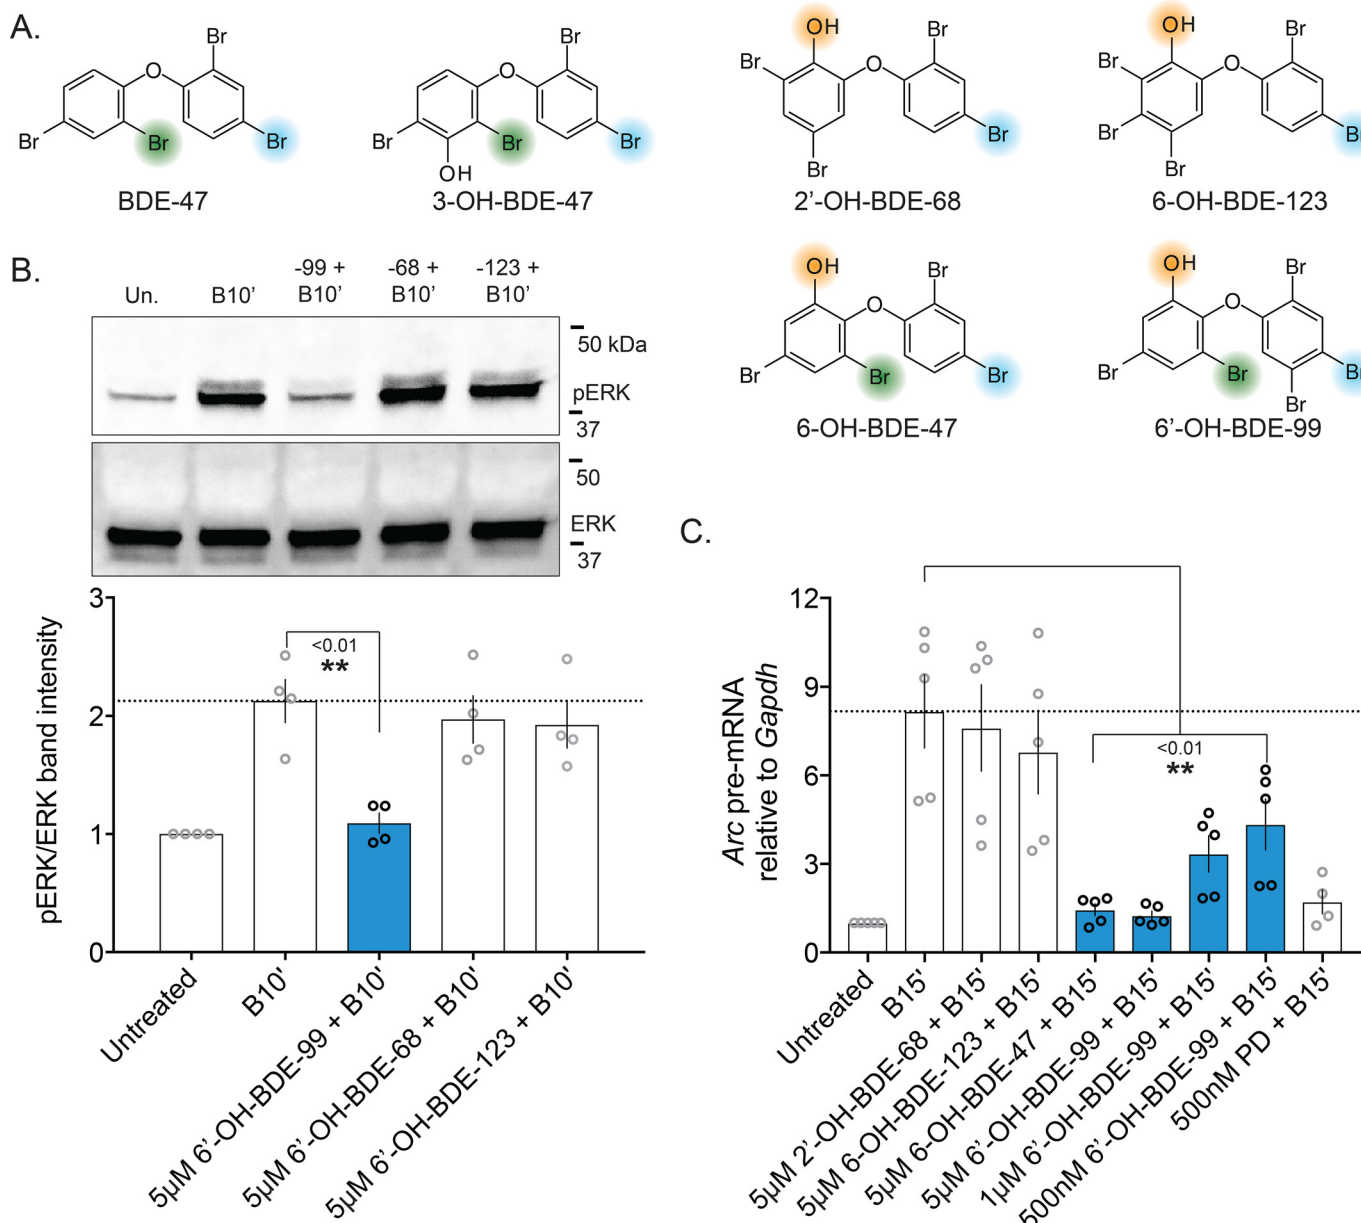 A.
Br
O
Br
Br
Br
BDE-47
Br
O
Br
Br
Br
OH
3-OH-BDE-47
OH
Br
Br
O
Br
Br
2’-OH-BDE-68
OH
Br
Br
O
Br
Br
Br
6-OH-BDE-123
OH
Br
O
Br
Br
Br
6-OH-BDE-47
OH
Br
O
Br
Br
Br
Br
6’-OH-BDE-99
B.
Un.
B10’
-99 +
B10’
-68 +
B10’
-123 +
B10’
50 kDa
pERK
37
50
ERK
37
pERK/ERK band intensity
3
2
1
0
<0.01
**
Untreated
B10'
5µM 6’-OH-BDE-99 + B10'
5µM 6’-OH-BDE-68 + B10'
5µM 6’-OH-BDE-123 + B10'
C.
Arc pre-mRNA
relative to Gapdh
12
9
6
3
0
<0.01
**
Untreated
B15'
5µM 2’-OH-BDE-68 + B15'
5µM 6-OH-BDE-123 + B15'
5µM 6-OH-BDE-47 + B15'
5µM 6’-OH-BDE-99 + B15'
1µM 6’-OH-BDE-99 + B15'
500nM 6’-OH-BDE-99 + B15'
500nM PD + B15'